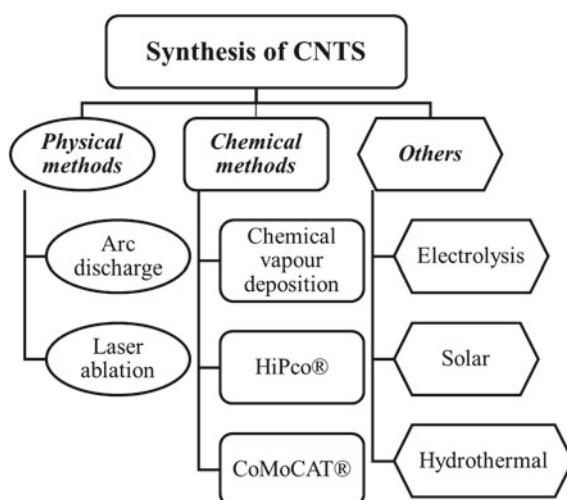 Synthesis of CNTS
Physical
methods
Chemical
methods
Others
Arc
discharge
Chemical
vapour
deposition
Electrolysis
Laser
ablation
HiPco®
Solar
CoMoCAT®
Hydrothermal